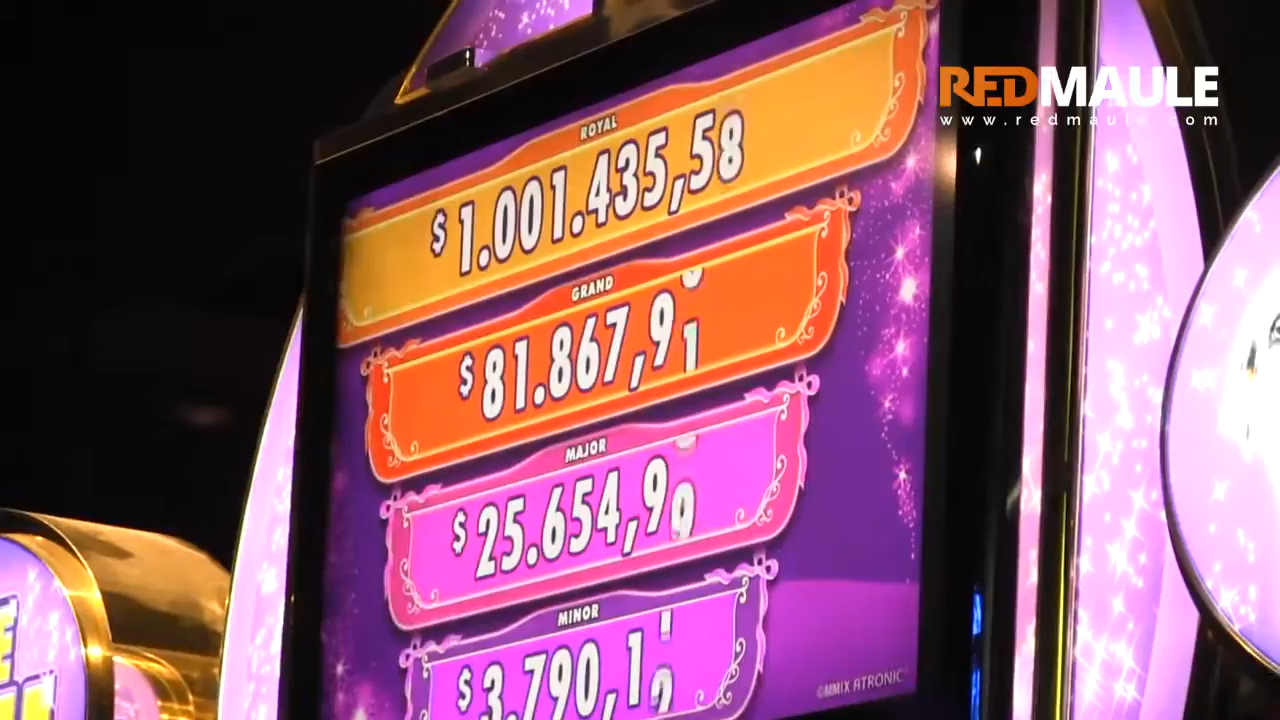 REDMAULE
www.redmaule.com
ROYAL
$1.001.435,58
GRAND
$81.867,91
MAJOR
$25.654,99
MINOR
$3.790,1
©MMIX ATRONIC